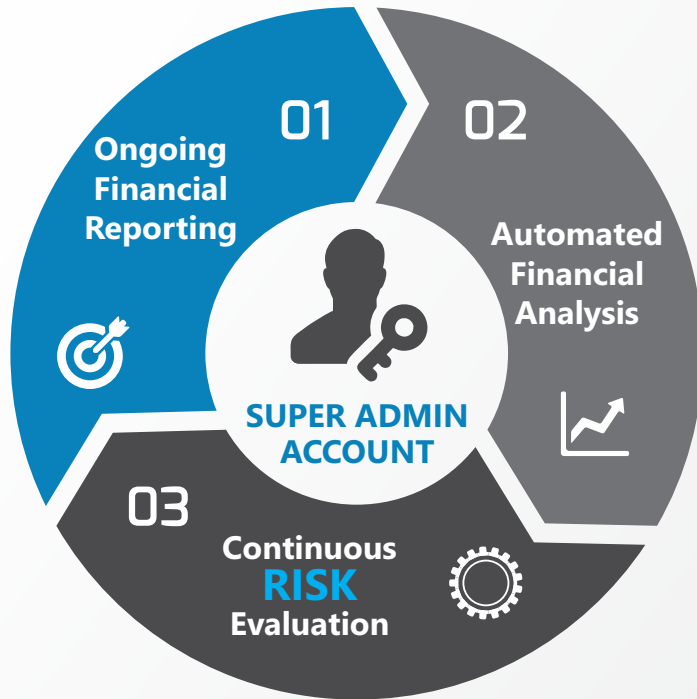 01
Ongoing
Financial
Reporting
02
Automated
Financial
Analysis
SUPER ADMIN
ACCOUNT
03
Continuous
RISK
Evaluation